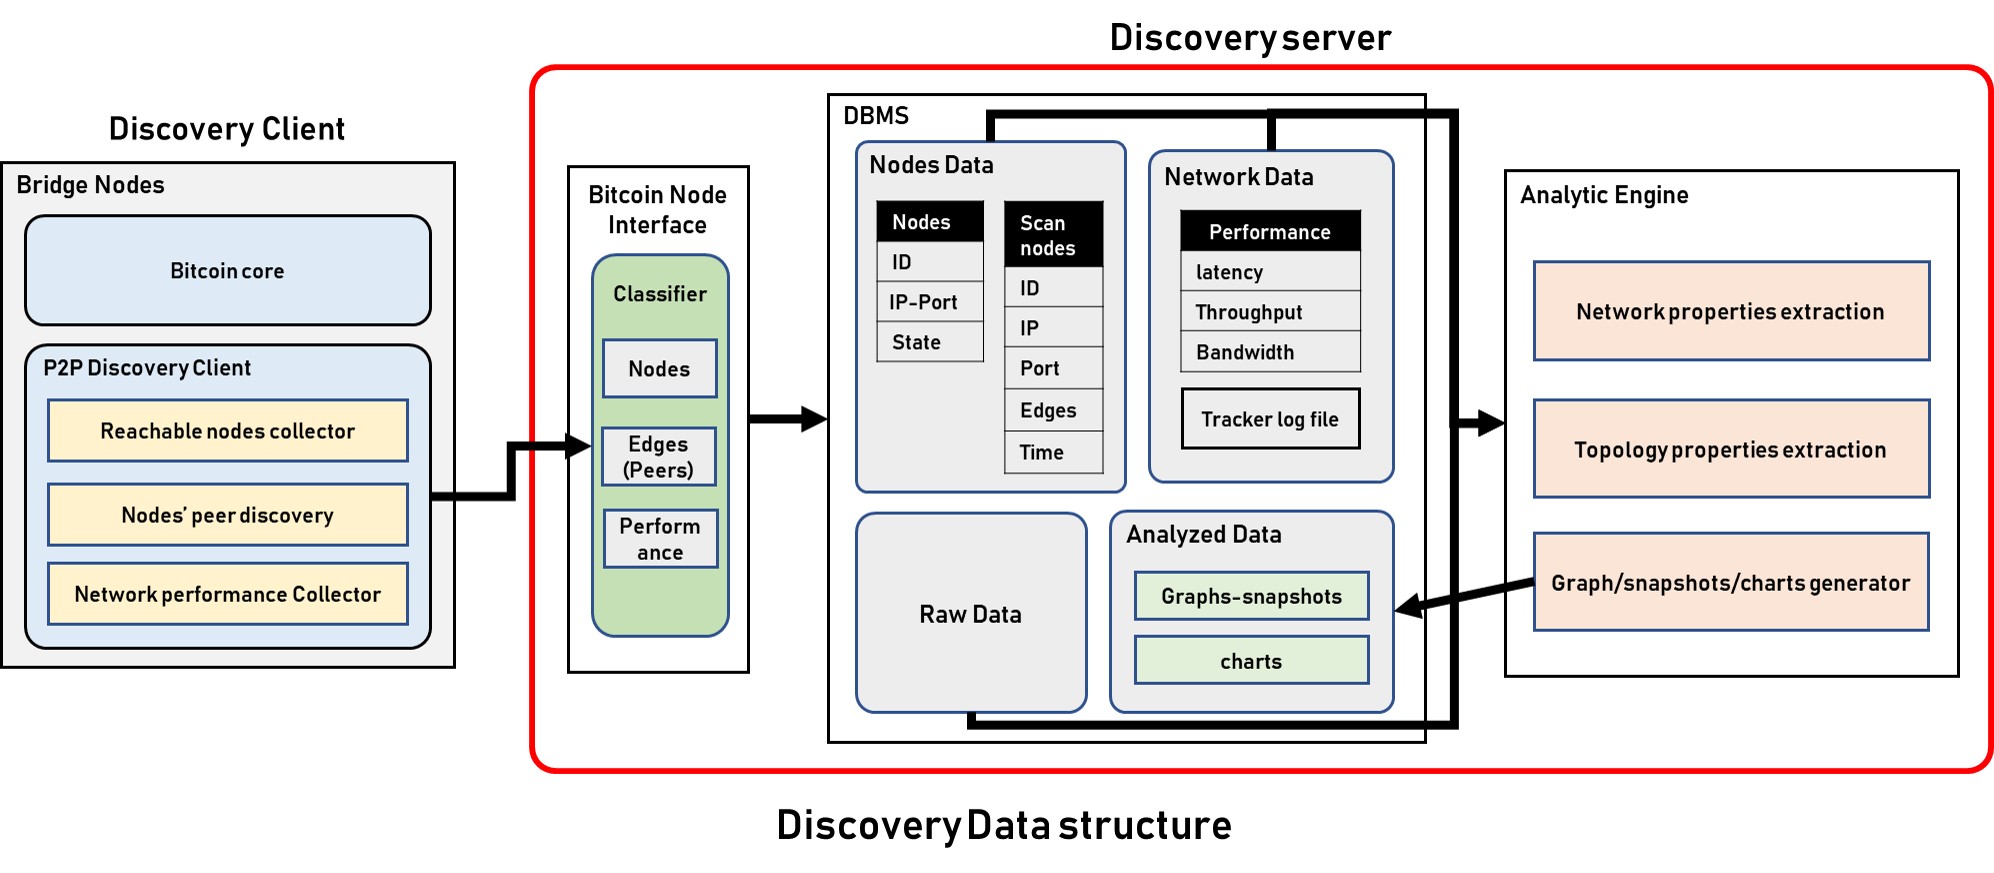 Discovery server
Discovery Client
Bridge Nodes
Bitcoin core
P2P Discovery Client
Reachable nodes collector
Nodes’ peer discovery
Network performance Collector
Bitcoin Node
Interface
Classifier
Nodes
Edges
(Peers)
Perform
ance
DBMS
Nodes Data
Nodes
ID
IP-Port
State
Scan
nodes
ID
IP
Port
Edges
Time
Network Data
Performance
latency
Throughput
Bandwidth
Tracker log file
Raw Data
Analyzed Data
Graphs-snapshots
charts
Analytic Engine
Network properties extraction
Topology properties extraction
Graph/snapshots/charts generator
Discovery Data structure